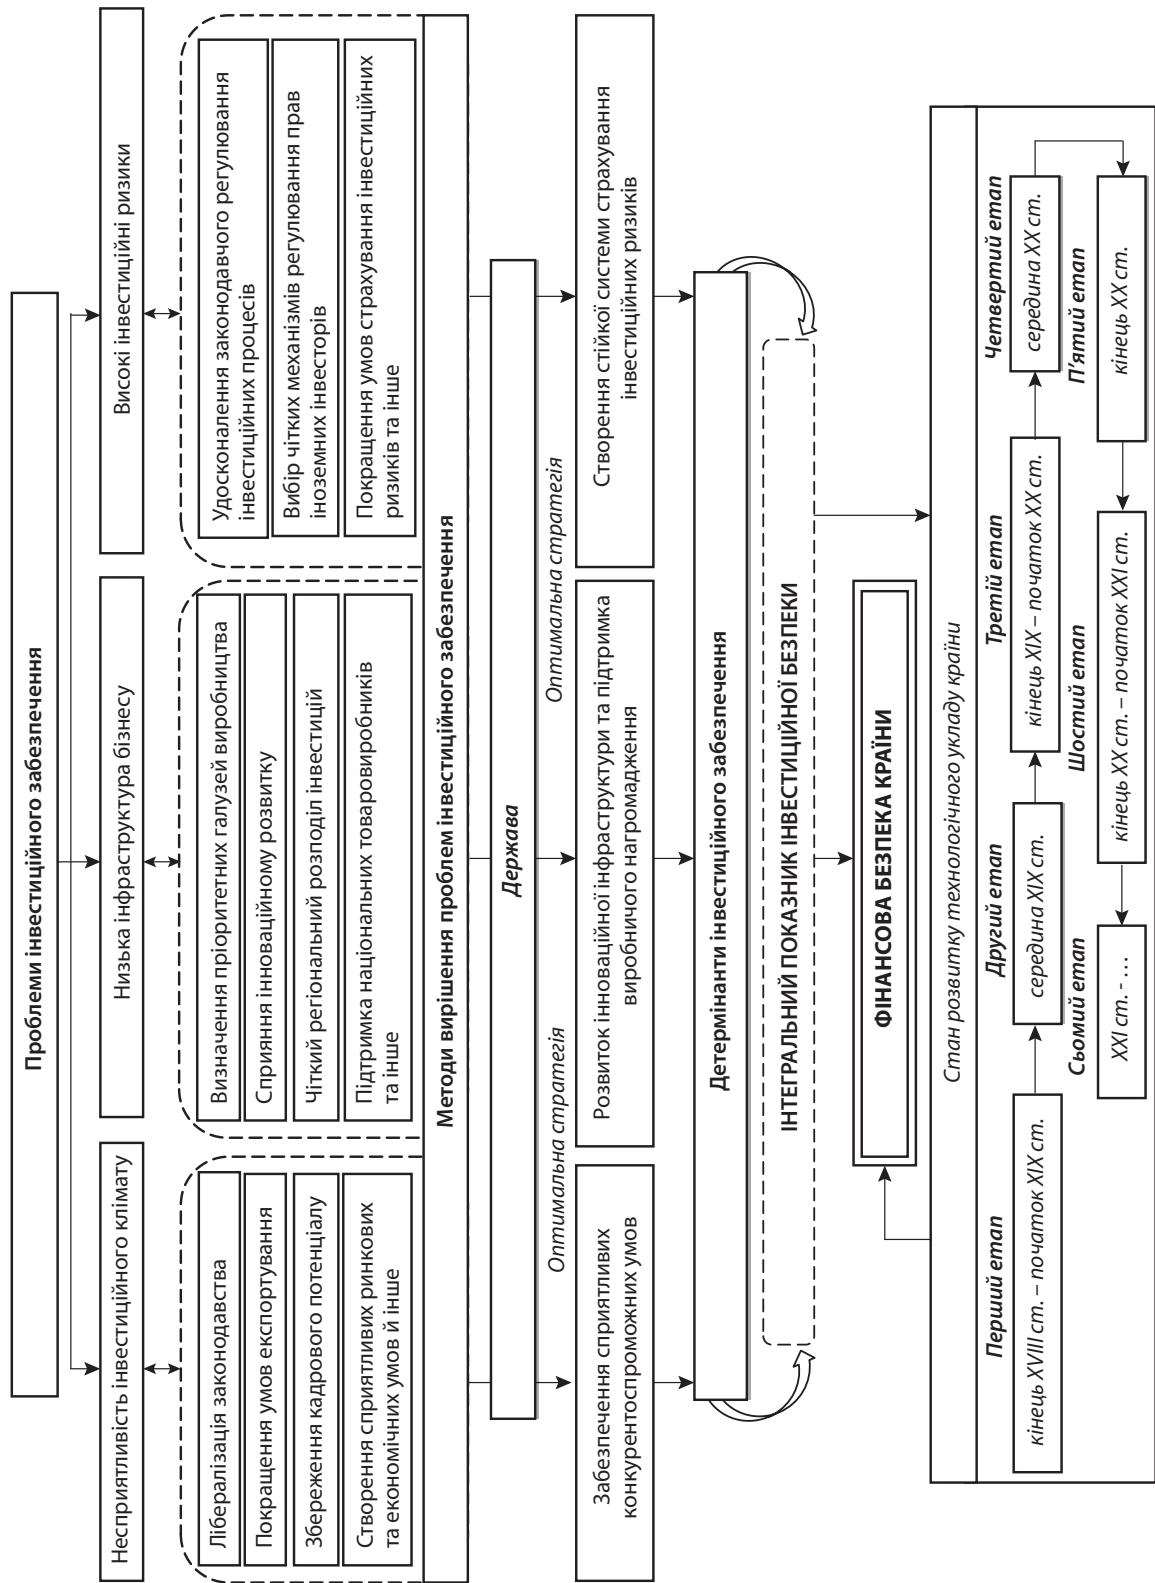 Проблеми інвестиційного забезпечення
Несприятливість інвестиційного клімату
Низька інфраструктура бізнесу
Високі інвестиційні ризики
Лібералізація законодавства
Покращення умов експортування
Збереження кадрового потенціалу
Створення сприятливих ринкових
та економічних умов й інше
Визначення пріоритетних галузей виробництва
Сприяння інноваційному розвитку
Чіткий регіональний розподіл інвестицій
Підтримка національних товаровиробників
та інше
Удосконалення законодавчого регулювання
інвестиційних процесів
Вибір чітких механізмів регулювання прав
іноземних інвесторів
Покращення умов страхування інвестиційних
ризиків та інше
Методи вирішення проблем інвестиційного забезпечення
Держава
Оптимальна стратегія
Оптимальна стратегія
Забезпечення сприятливих
конкурентоспроможних умов
Розвиток інноваційної інфраструктури та підтримка
виробничого нагромадження
Створення стійкої системи страхування
інвестиційних ризиків
Детермінанти інвестиційного забезпечення
ІНТЕГРАЛЬНИЙ ПОКАЗНИК ІНВЕСТИЦІЙНОЇ БЕЗПЕКИ
ФІНАНСОВА БЕЗПЕКА КРАЇНИ
Стан розвитку технологічного укладу країни
Перший етап
кінець XVIII ст. – початок XIX ст.
Другий етап
середина XIX ст.
Третій етап
кінець XIX – початок XX ст.
Четвертий етап
середина XX ст.
П'ятий етап
кінець XX ст.
Шостий етап
кінець XX ст. – початок XXI ст.
Сьомий етап
XXI ст. - …